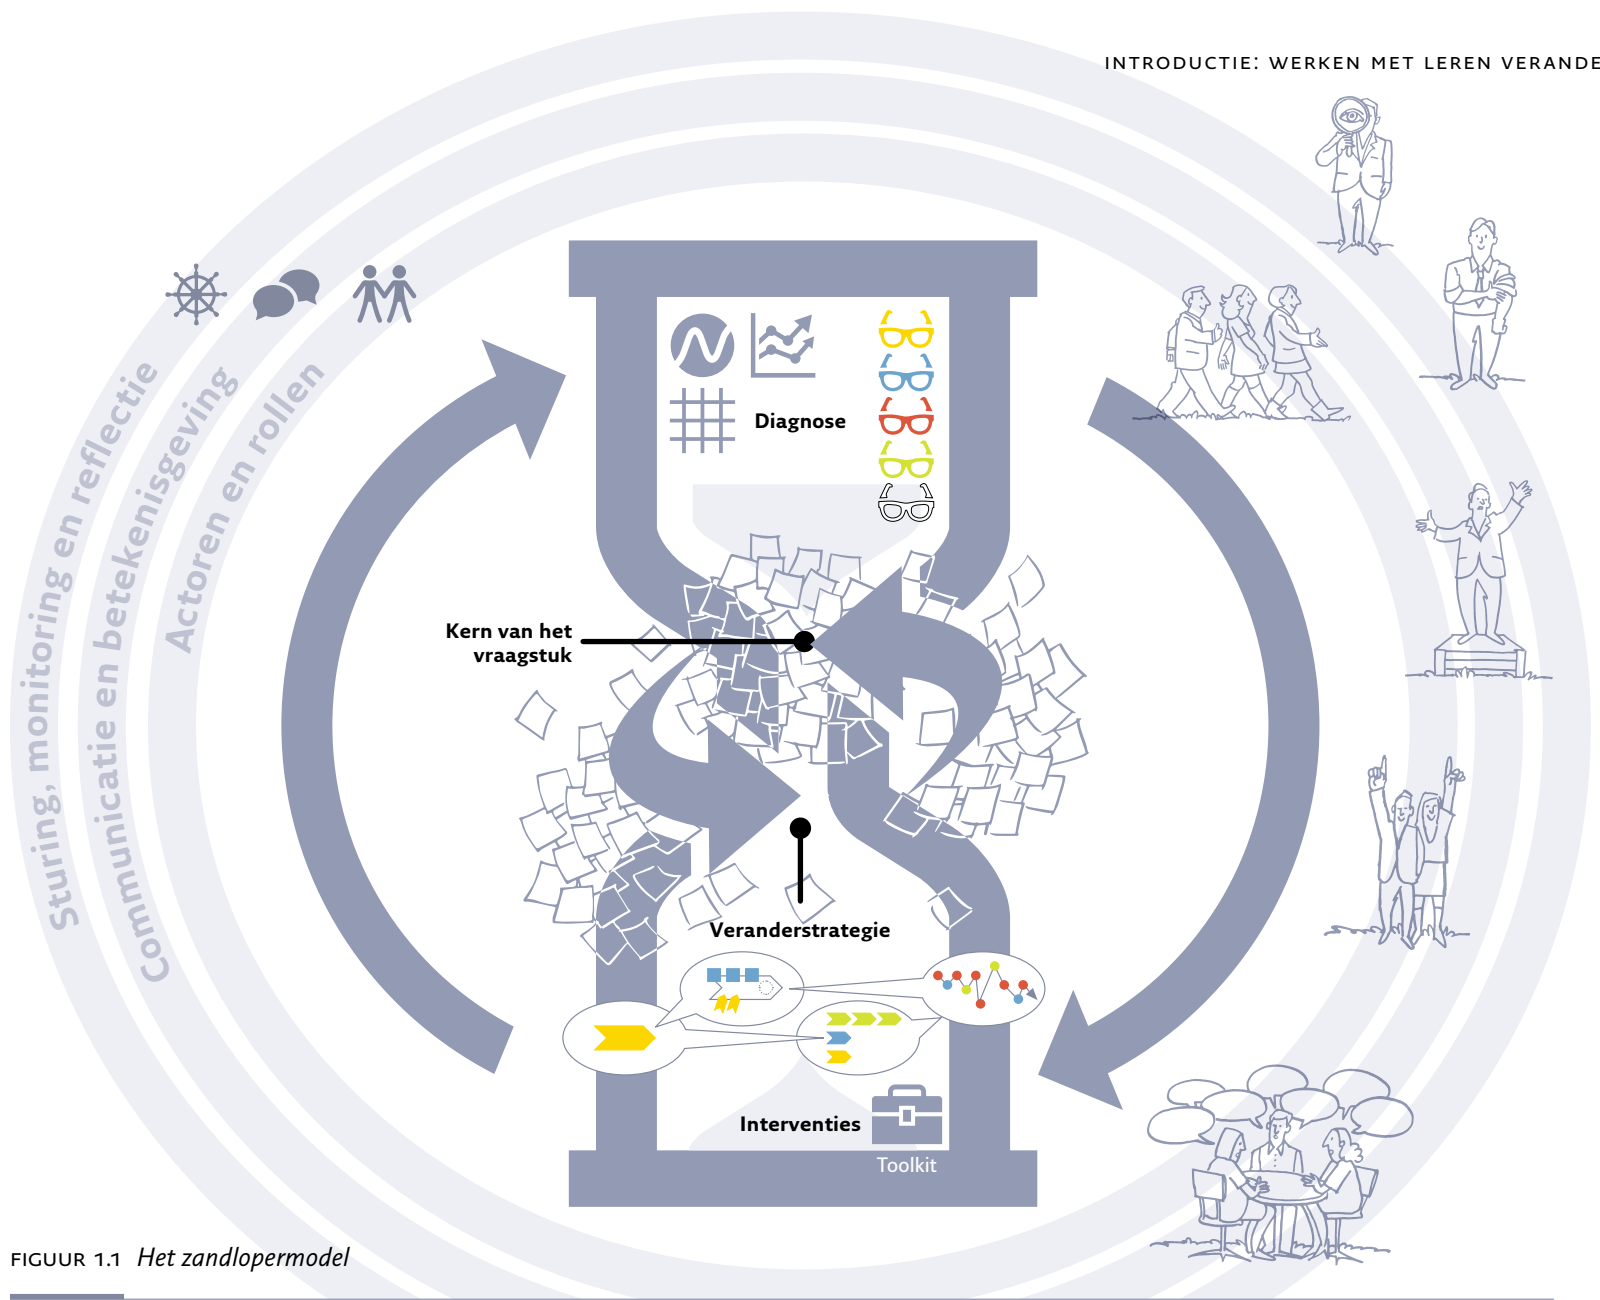 INTRODUCTIE: WERKEN MET LEREN VERANDE
Sturing, monitoring en reflectie
Communicatie en betekenisgeving
Actoren en rollen
Diagnose
Kern van het
vraagstuk
Veranderstrategie
Interventies
Toolkit
FIGUUR 1.1 Het zandlopermodel